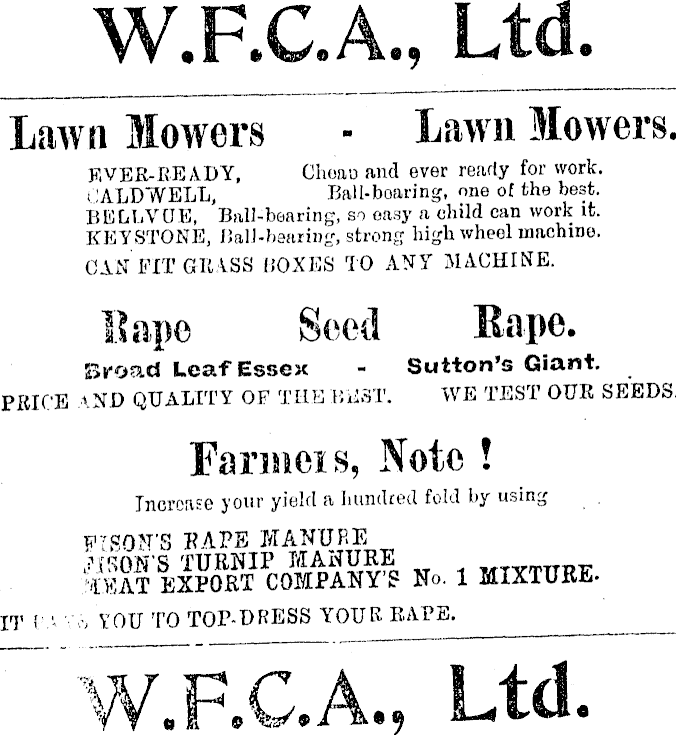 W.F.C.A., Ltd.
Lawn Mowers - Lawn Mowers.
EVER-READY, Cheap and ever ready for work.
CALDWELL, Ball-bearing, one of the best.
BELLVUE, Ball-bearing, so easy a child can work it.
KEYSTONE, Ball-bearing, strong high wheel machine.
CAN FIT GRASS BOXES TO ANY MACHINE.
Rape Seed Rape.
Broad Leaf Essex - Sutton's Giant.
PRICE AND QUALITY OF THE BEST. WE TEST OUR SEEDS.
Farmers, Note !
Increase your yield a hundred fold by using
FISON'S RAPE MANURE
FISON'S TURNIP MANURE
MEAT EXPORT COMPANY'S No. 1 MIXTURE.
IT PAYS YOU TO TOP-DRESS YOUR RAPE.
W.F.C.A., Ltd.